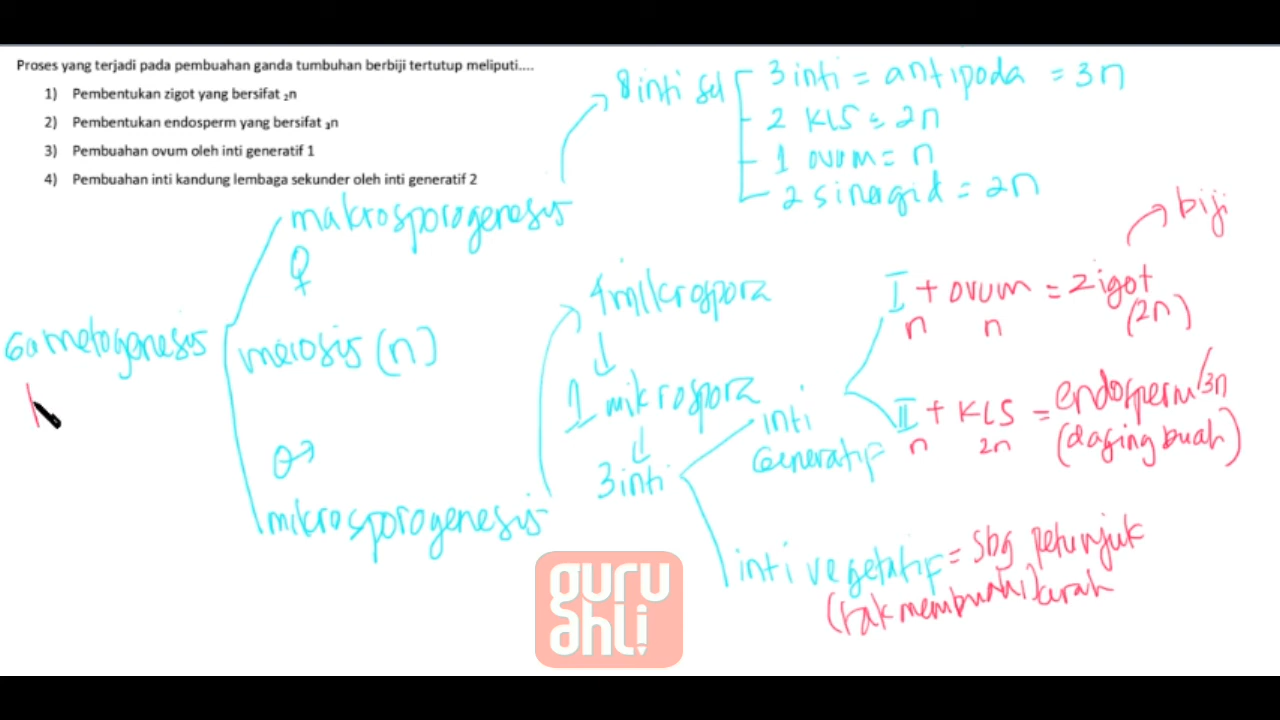 Proses yang terjadi pada pembuahan ganda tumbuhan berbiji tertutup meliputi....
1) Pembentukan zigot yang bersifat ₂n
2) Pembentukan endosperm yang bersifat ₃n
3) Pembuahan ovum oleh inti generatif 1
4) Pembuahan inti kandung lembaga sekunder oleh inti generatif 2
8 inti sel
3 inti = antipoda = 3n
2 KLS = 2n
1 ovum = n
2 sinergid = 2n
makrosporogenesis
♀
Gametogenesis
meiosis (n)
♂
mikrosporogenesis
4 mikrospora
1 mikrospora
3 inti
inti
Generatif
I + ovum = zigot
n n (2n)
biji
II + KLS = endosperm/3n
n 2n (daging buah)
inti vegetatif = sbg petunjuk
(tak membuahi) arah
guru
ahli